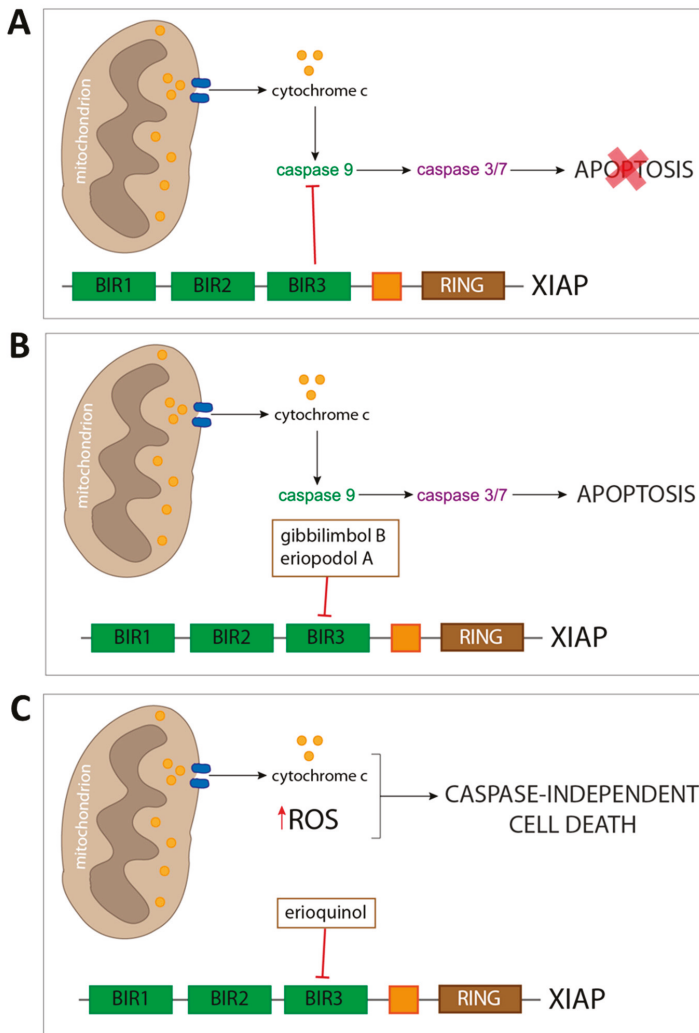 A
mitochondrion
cytochrome c
caspase 9
caspase 3/7
APOPTOSIS
BIR1
BIR2
BIR3
RING
XIAP
B
mitochondrion
cytochrome c
caspase 9
caspase 3/7
APOPTOSIS
gibbilimbol B
eriopodol A
BIR1
BIR2
BIR3
RING
XIAP
C
mitochondrion
cytochrome c
↑ROS
CASPASE-INDEPENDENT
CELL DEATH
erioquinol
BIR1
BIR2
BIR3
RING
XIAP